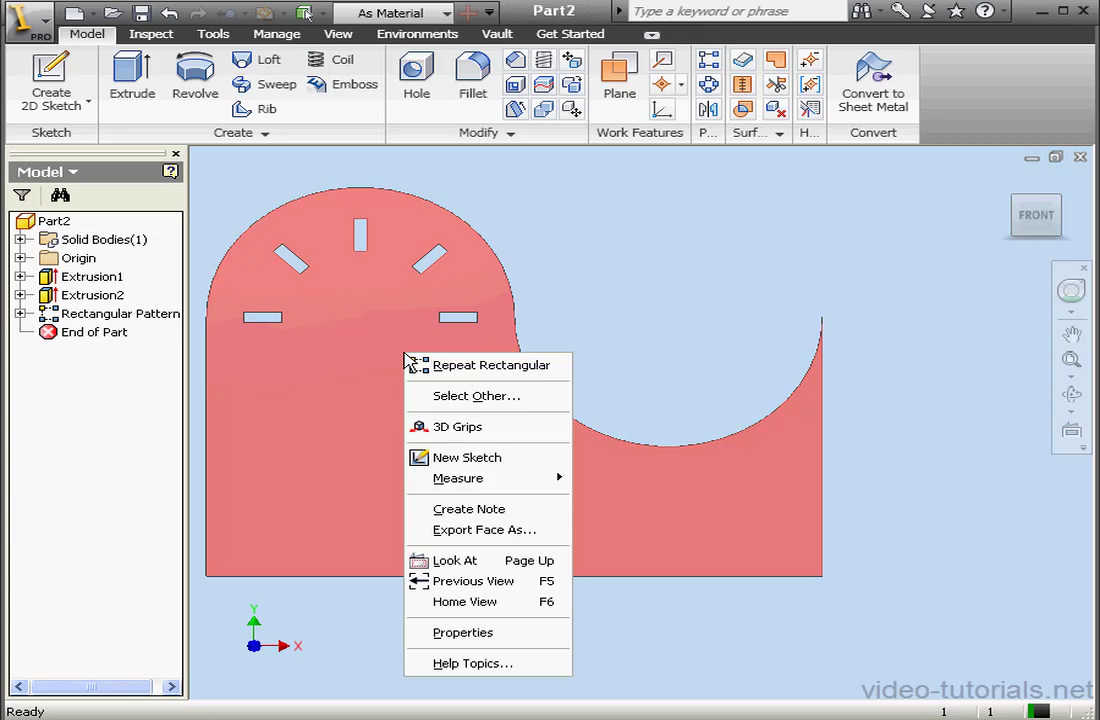 As Material
Part2
Type a keyword or phrase
PRO
Model
Inspect
Tools
Manage
View
Environments
Vault
Get Started
Create
2D Sketch
Extrude
Revolve
Loft
Sweep
Rib
Coil
Emboss
Hole
Fillet
Plane
Convert to
Sheet Metal
Sketch
Create
Modify
Work Features
P...
Surf...
H...
Convert
Model
Part2
Solid Bodies(1)
Origin
Extrusion1
Extrusion2
Rectangular Pattern
End of Part
FRONT
Repeat Rectangular
Select Other...
3D Grips
New Sketch
Measure
Create Note
Export Face As...
Look At Page Up
Previous View F5
Home View F6
Properties
Help Topics...
Y
X
video-tutorials.net
Ready
1 1